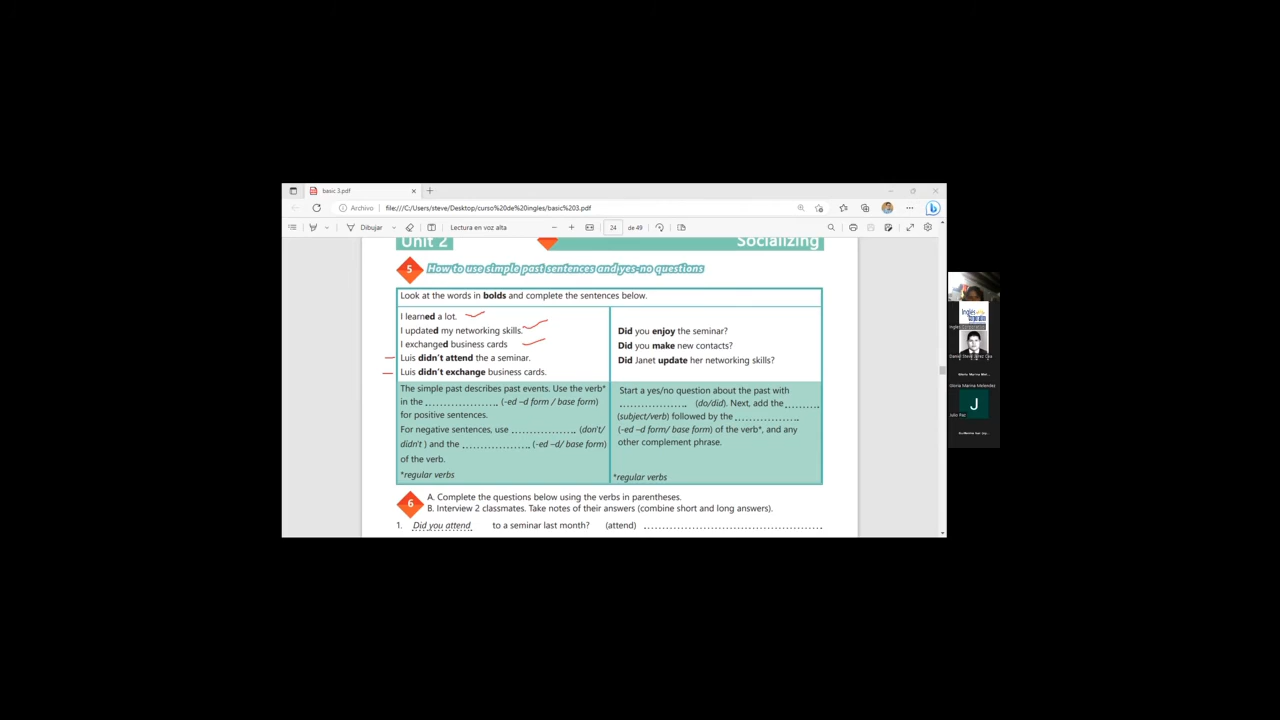 basic 3.pdf
Archivo
file:///C:/Users/steve/Desktop/curso%20de%20ingles/basic%203.pdf
Dibujar
Lectura en voz alta
24
de 49
Unit 2
Socializing
5
How to use simple past sentences and yes-no questions
Look at the words in bolds and complete the sentences below.
I learned a lot.
I updated my networking skills.
I exchanged business cards
Luis didn't attend the a seminar.
Luis didn't exchange business cards.
Did you enjoy the seminar?
Did you make new contacts?
Did Janet update her networking skills?
The simple past describes past events. Use the verb*
in the .................. (-ed –d form / base form)
for positive sentences.
For negative sentences, use ................ (don't/
didn't ) and the ................. (-ed –d/ base form)
of the verb.
*regular verbs
Start a yes/no question about the past with
................. (do/did). Next, add the .........
(subject/verb) followed by the ................
(-ed –d form/ base form) of the verb*, and any
other complement phrase.
*regular verbs
6
A. Complete the questions below using the verbs in parentheses.
B. Interview 2 classmates. Take notes of their answers (combine short and long answers).
1. Did you attend to a seminar last month? (attend) .............................................
Inglés
Gloria Marina Mel...
Gloria Marina Melendez
J
Julio Paz